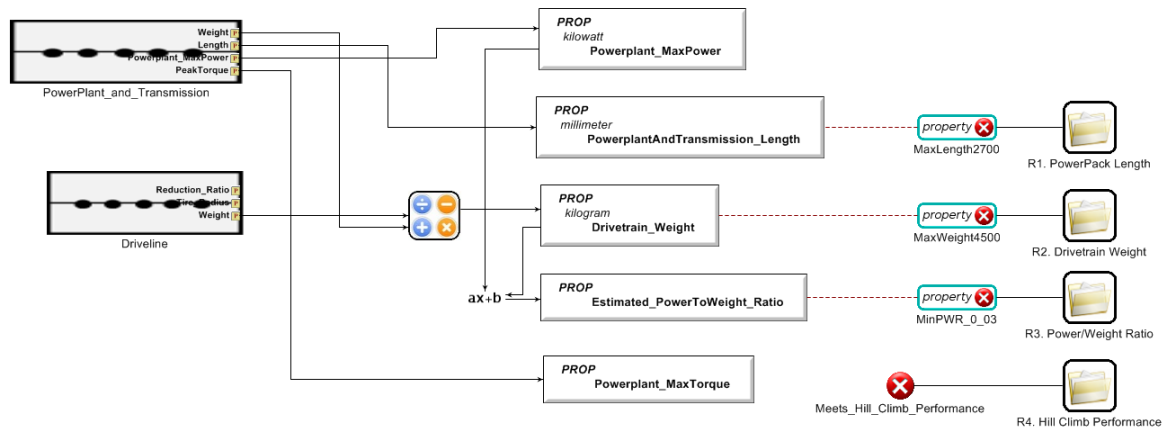 Weight
Length
Powerplant_MaxPower
PeakTorque
PowerPlant_and_Transmission
PROP
kilowatt
Powerplant_MaxPower
PROP
millimeter
PowerplantAndTransmission_Length
property
MaxLength2700
R1. PowerPack Length
Reduction_Ratio
Tire_Radius
Weight
Driveline
PROP
kilogram
Drivetrain_Weight
property
MaxWeight4500
R2. Drivetrain Weight
ax+b
PROP
Estimated_PowerToWeight_Ratio
property
MinPWR_0_03
R3. Power/Weight Ratio
PROP
Powerplant_MaxTorque
Meets_Hill_Climb_Performance
R4. Hill Climb Performance